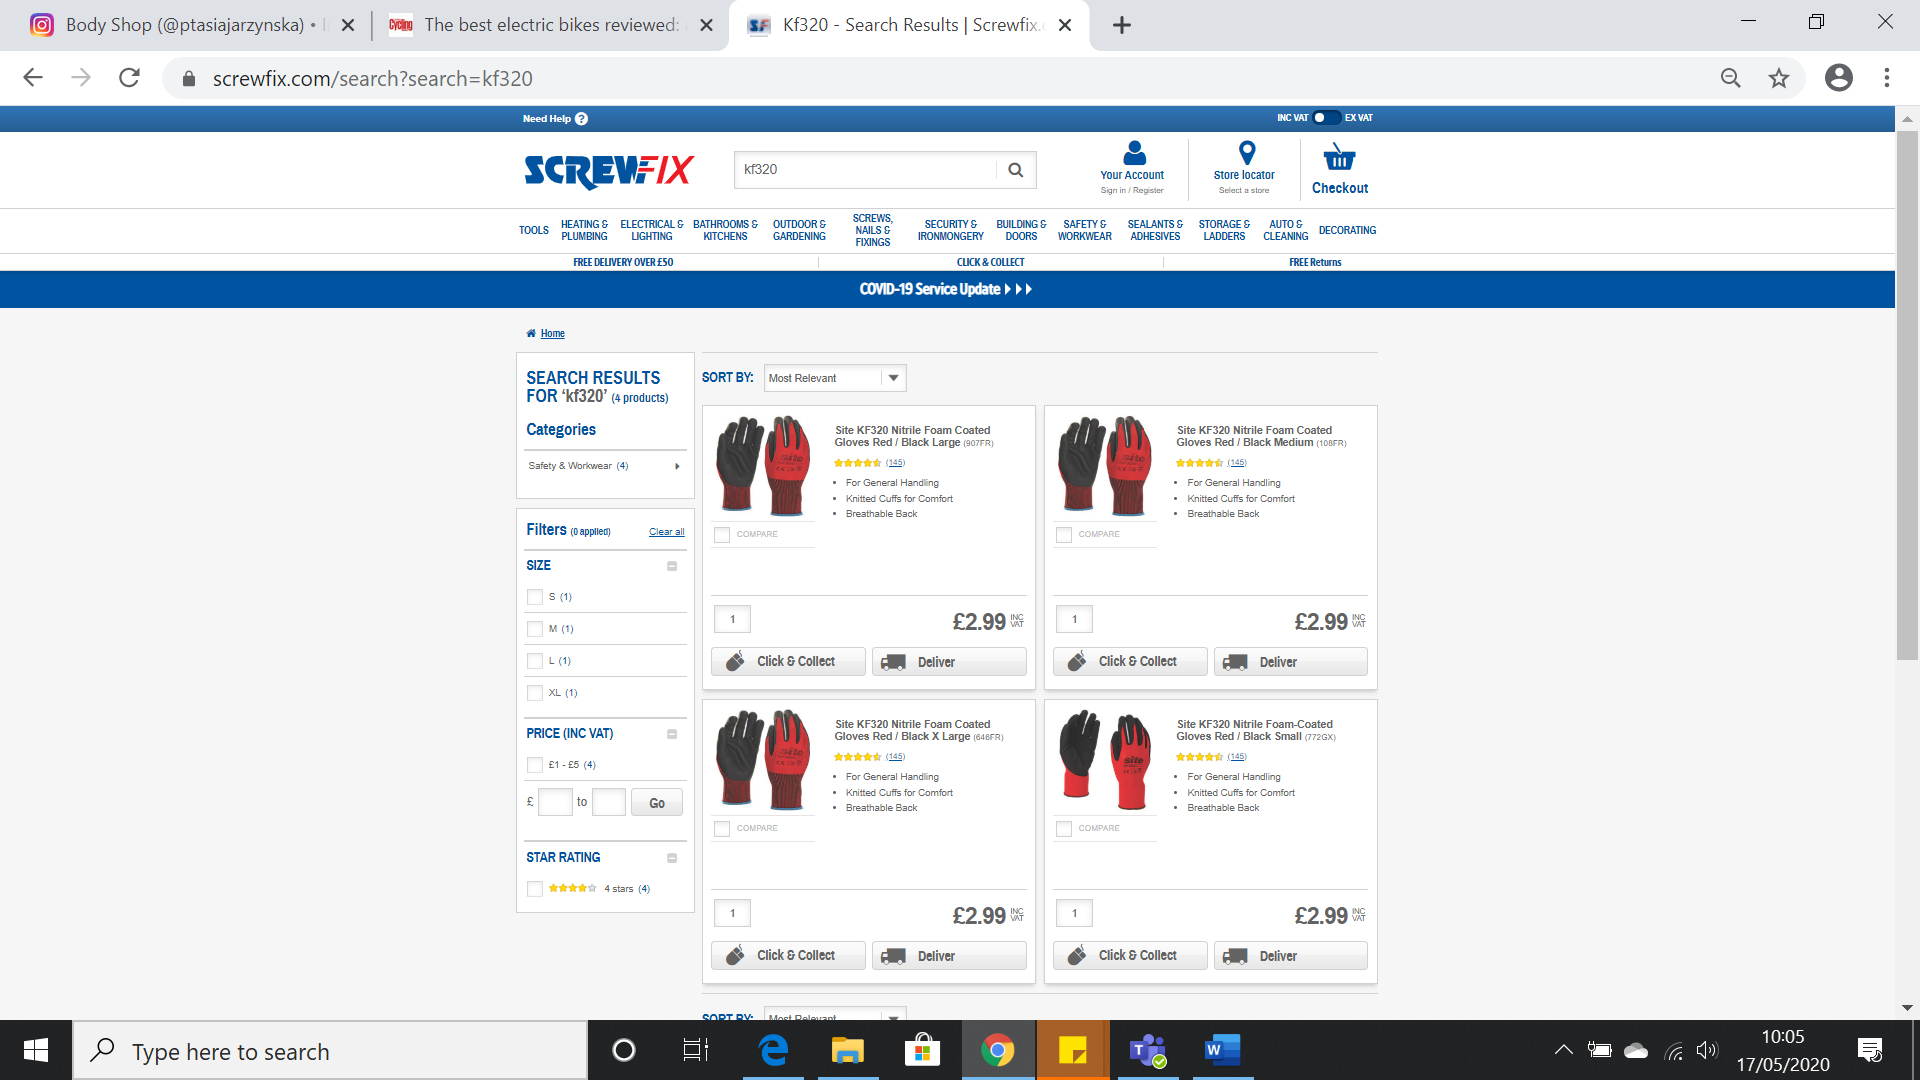 Body Shop (@ptasiajarzynska) •
The best electric bikes reviewed:
Kf320 - Search Results | Screwfix.
screwfix.com/search?search=kf320
Need Help ?
INC VAT EX VAT
SCREWFIX
kf320
Your Account
Sign in / Register
Store locator
Select a store
Checkout
TOOLS
HEATING &
PLUMBING
ELECTRICAL &
LIGHTING
BATHROOMS &
KITCHENS
OUTDOOR &
GARDENING
SCREWS,
NAILS &
FIXINGS
SECURITY &
IRONMONGERY
BUILDING &
DOORS
SAFETY &
WORKWEAR
SEALANTS &
ADHESIVES
STORAGE &
LADDERS
AUTO &
CLEANING
DECORATING
FREE DELIVERY OVER £50
CLICK & COLLECT
FREE Returns
COVID-19 Service Update
Home
SEARCH RESULTS
FOR 'kf320' (4 products)
Categories
Safety & Workwear (4)
Filters (0 applied) Clear all
SIZE
S (1)
M (1)
L (1)
XL (1)
PRICE (INC VAT)
£1 - £5 (4)
£ to Go
STAR RATING
4 stars (4)
SORT BY: Most Relevant
Site KF320 Nitrile Foam Coated
Gloves Red / Black Large (907FR)
(145)
• For General Handling
• Knitted Cuffs for Comfort
• Breathable Back
COMPARE
1
£2.99 INC
VAT
Click & Collect
Deliver
Site KF320 Nitrile Foam Coated
Gloves Red / Black Medium (108FR)
(145)
• For General Handling
• Knitted Cuffs for Comfort
• Breathable Back
COMPARE
1
£2.99 INC
VAT
Click & Collect
Deliver
Site KF320 Nitrile Foam Coated
Gloves Red / Black X Large (646FR)
(145)
• For General Handling
• Knitted Cuffs for Comfort
• Breathable Back
COMPARE
1
£2.99 INC
VAT
Click & Collect
Deliver
Site KF320 Nitrile Foam-Coated
Gloves Red / Black Small (772GX)
(145)
• For General Handling
• Knitted Cuffs for Comfort
• Breathable Back
COMPARE
1
£2.99 INC
VAT
Click & Collect
Deliver
SORT BY: Most Relevant
Type here to search
10:05
17/05/2020